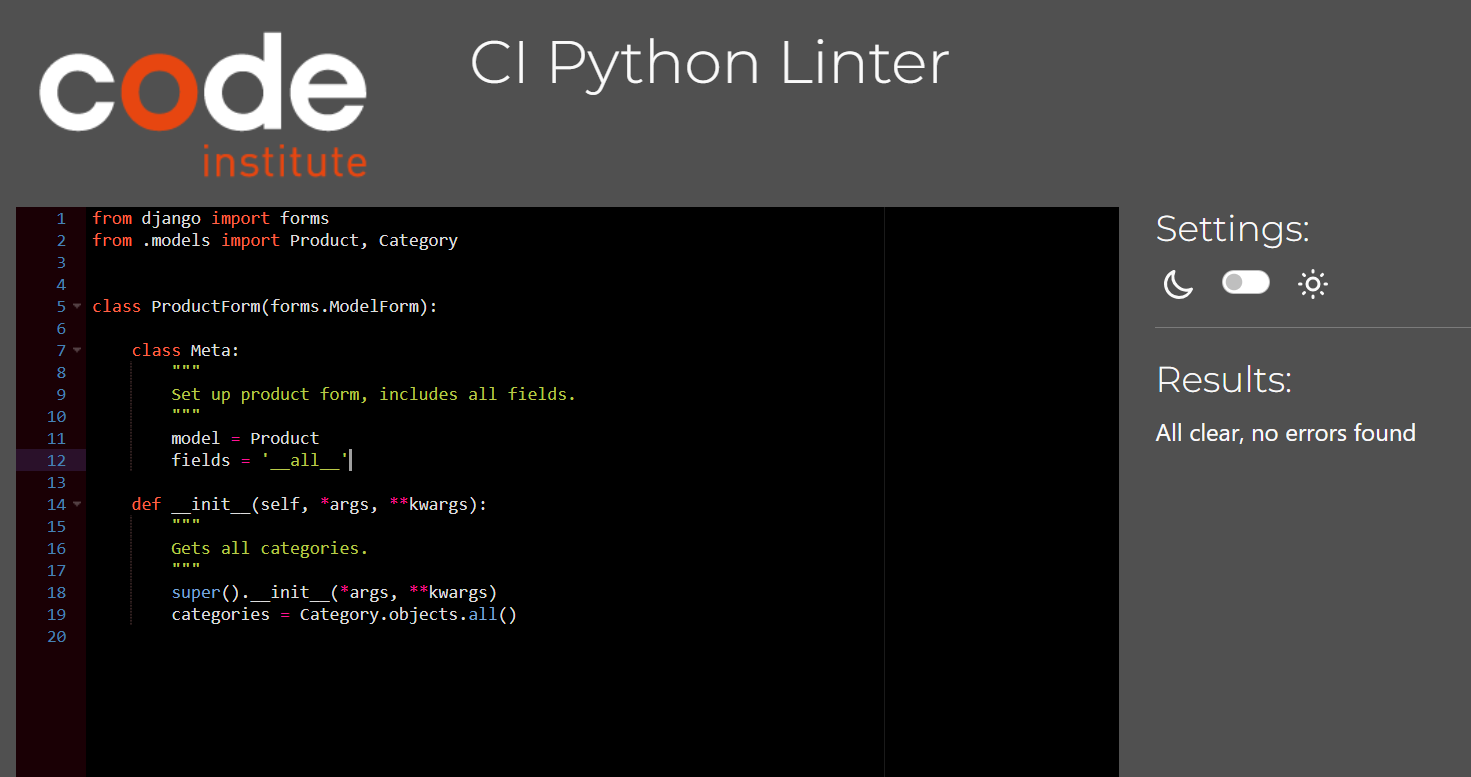 code
institute
CI Python Linter
1 from django import forms
2 from .models import Product, Category
3
4
5 class ProductForm(forms.ModelForm):
6
7     class Meta:
8         """
9         Set up product form, includes all fields.
10         """
11         model = Product
12         fields = '__all__'
13
14     def __init__(self, *args, **kwargs):
15         """
16         Gets all categories.
17         """
18         super().__init__(*args, **kwargs)
19         categories = Category.objects.all()
20
Settings:
Results:
All clear, no errors found